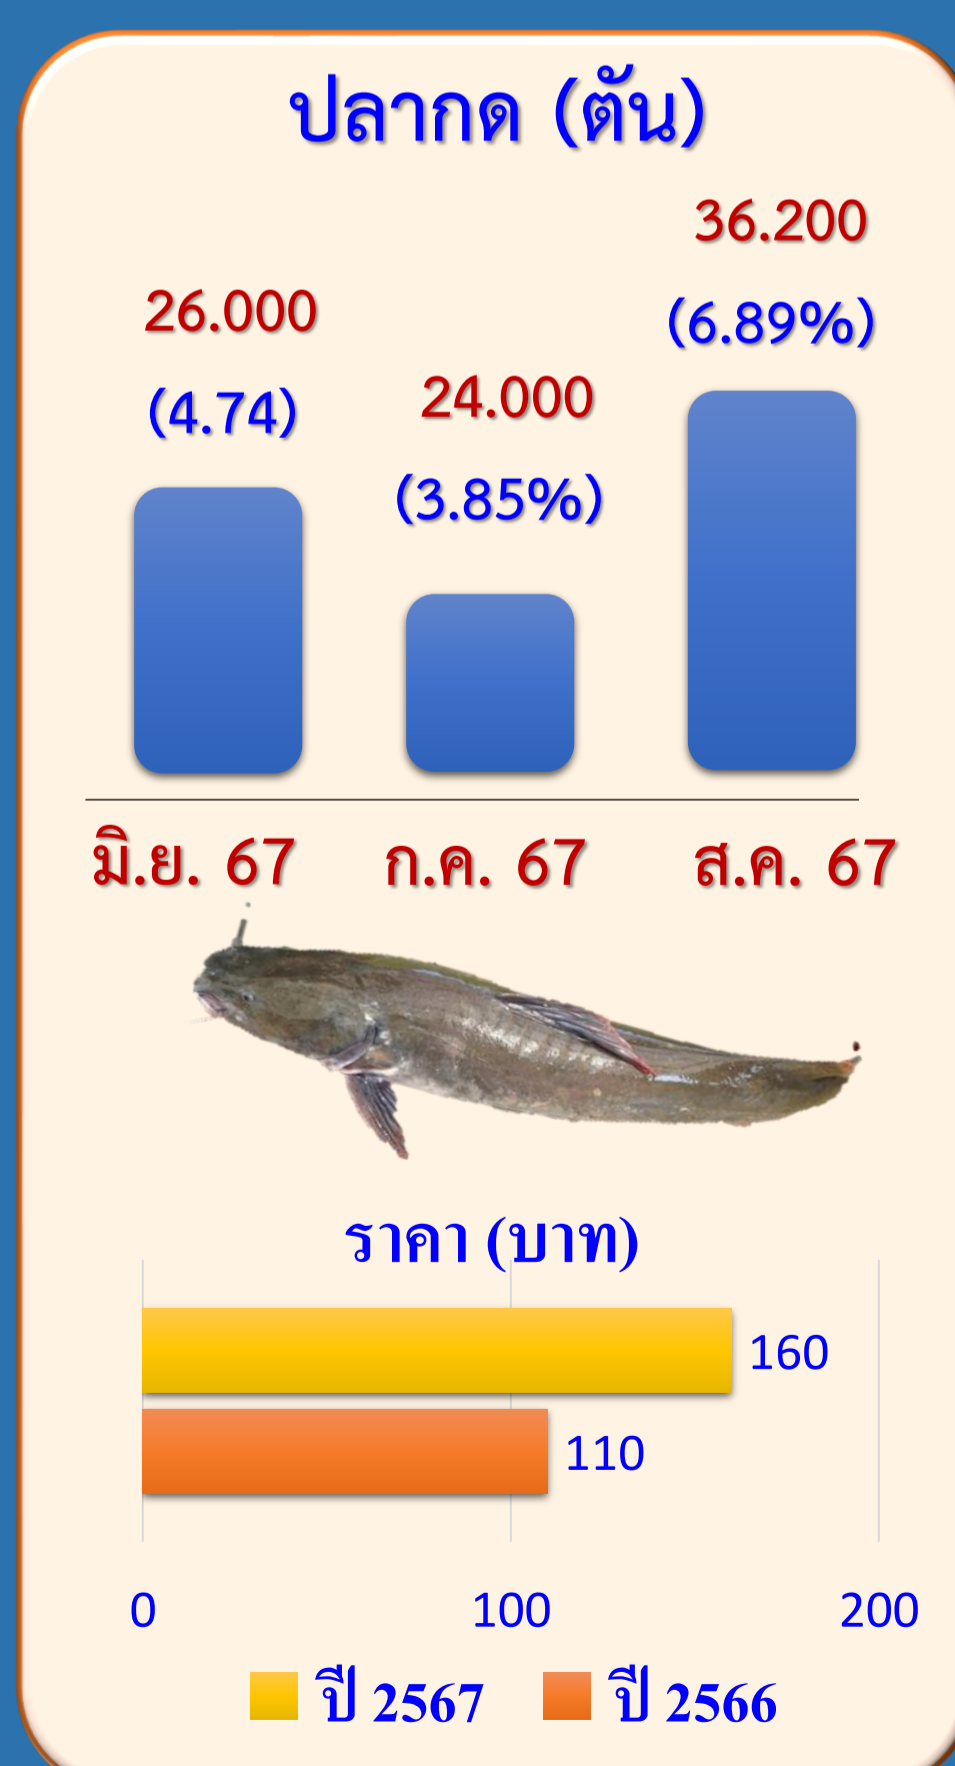 ปลากด (ตัน)
36.200
(6.89%)
26.000
(4.74)
24.000
(3.85%)
มิ.ย. 67 ก.ค. 67 ส.ค. 67
ราคา (บาท)
160
110
0 100 200
ปี 2567 ปี 2566